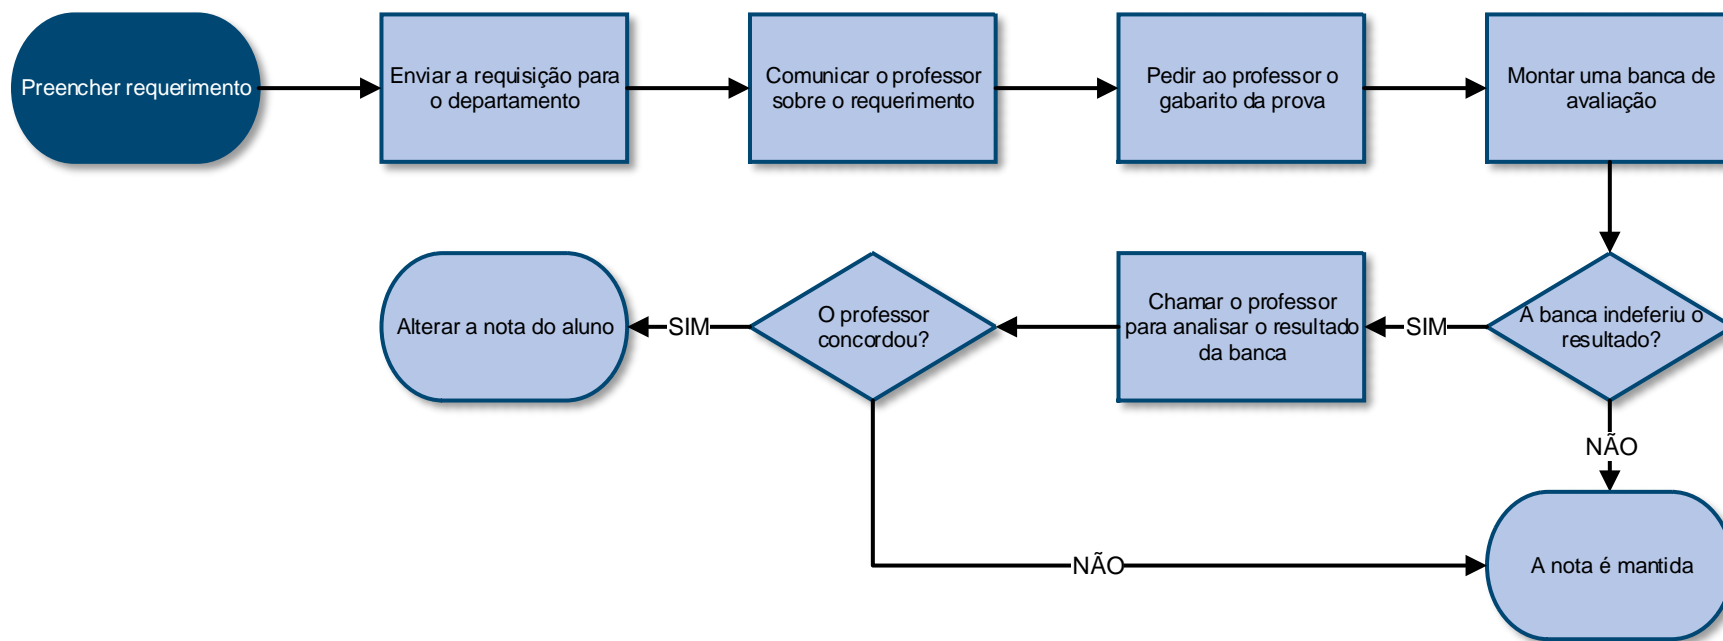 Preencher requerimento
Enviar a requisição para
o departamento
Comunicar o professor
sobre o requerimento
Pedir ao professor o
gabarito da prova
Montar uma banca de
avaliação
Alterar a nota do aluno
SIM
O professor
concordou?
Chamar o professor
para analisar o resultado
da banca
SIM
A banca indeferiu o
resultado?
NÃO
NÃO
A nota é mantida